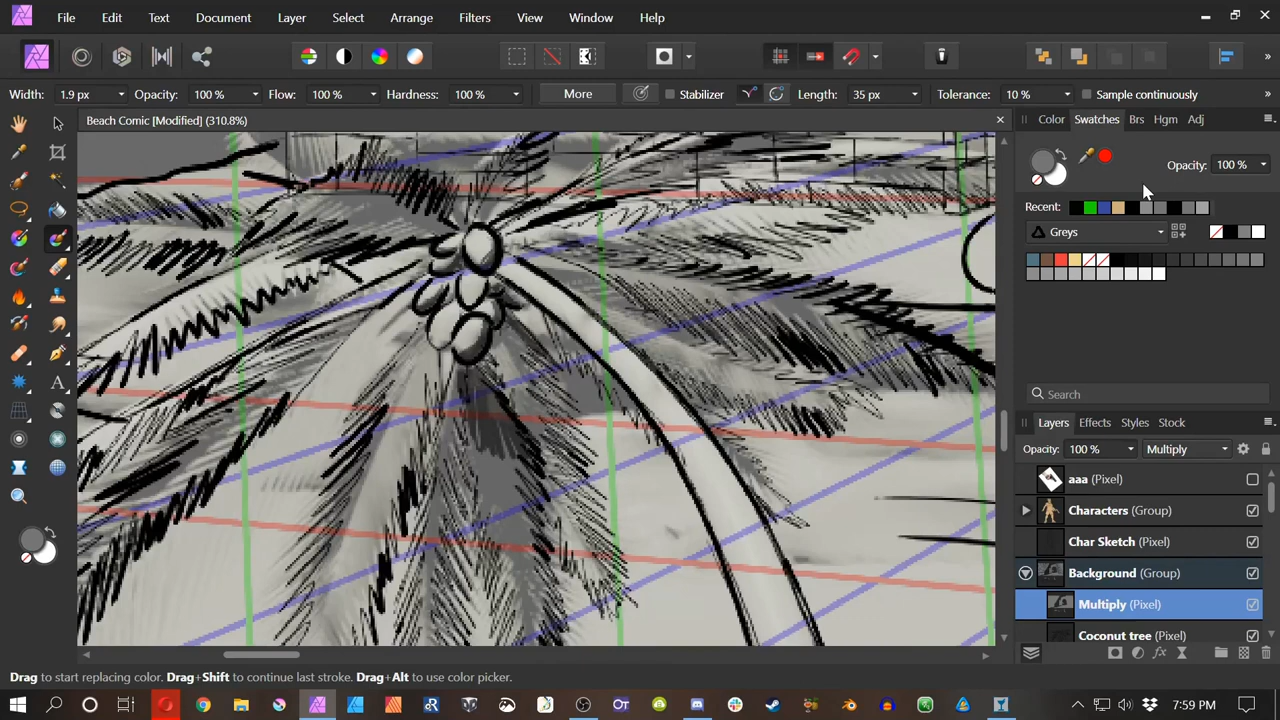 File Edit Text Document Layer Select Arrange Filters View Window Help
Width: 1.9 px Opacity: 100 % Flow: 100 % Hardness: 100 % More Stabilizer Length: 35 px Tolerance: 10 % Sample continuously
Beach Comic [Modified] (310.8%)
Color Swatches Brs Hgm Adj
Opacity: 100 %
Recent:
Greys
Search
Layers Effects Styles Stock
Opacity: 100 % Multiply
aaa (Pixel)
Characters (Group)
Char Sketch (Pixel)
Background (Group)
Multiply (Pixel)
Coconut tree (Pixel)
Drag to start replacing color. Drag+Shift to continue last stroke. Drag+Alt to use color picker.
7:59 PM